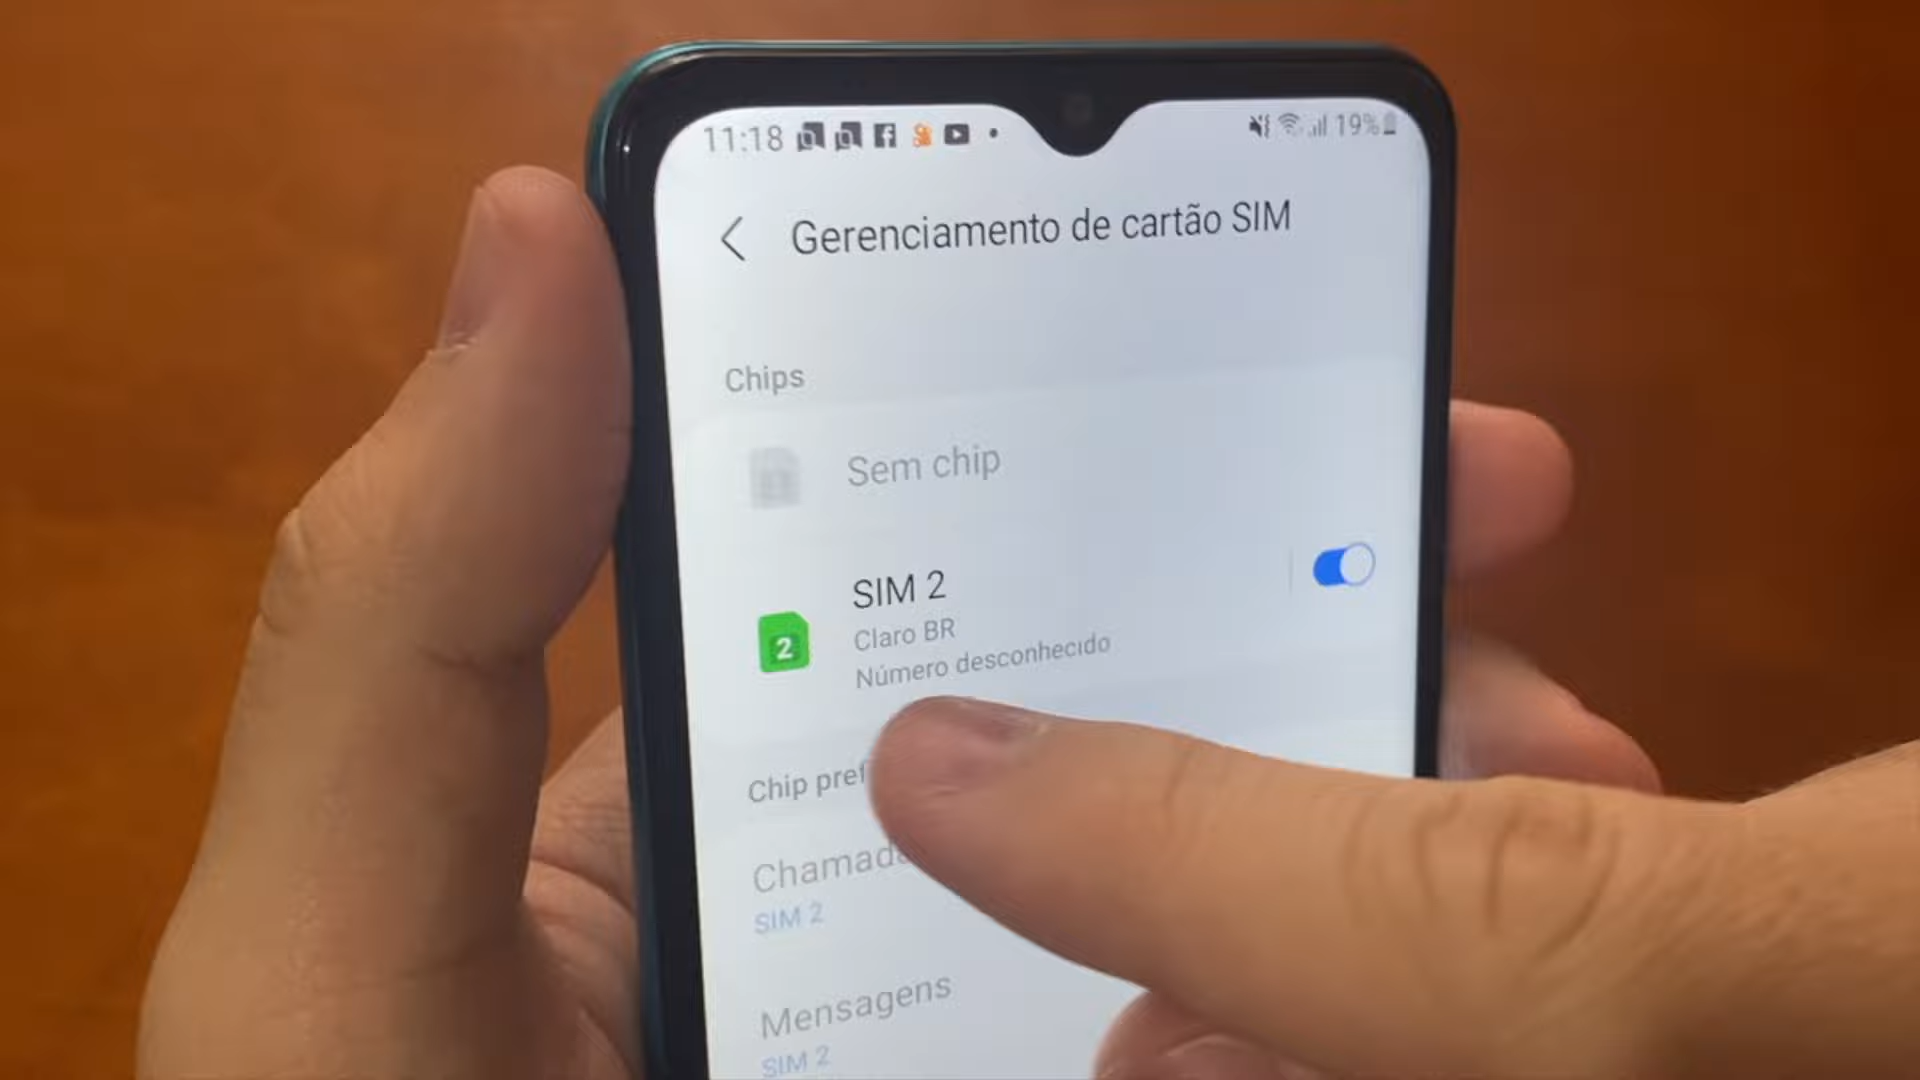 11:18
19%
Gerenciamento de cartão SIM
Chips
Sem chip
SIM 2
Claro BR
2
Número desconhecido
Chip pref
Chamada
SIM 2
Mensagens
SIM 2